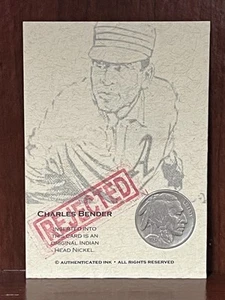 A
REJECTED
Charles Bender
Inserted into
this card is an
original Indian
Head Nickel.
© Authenticated Ink • All Rights Reserved